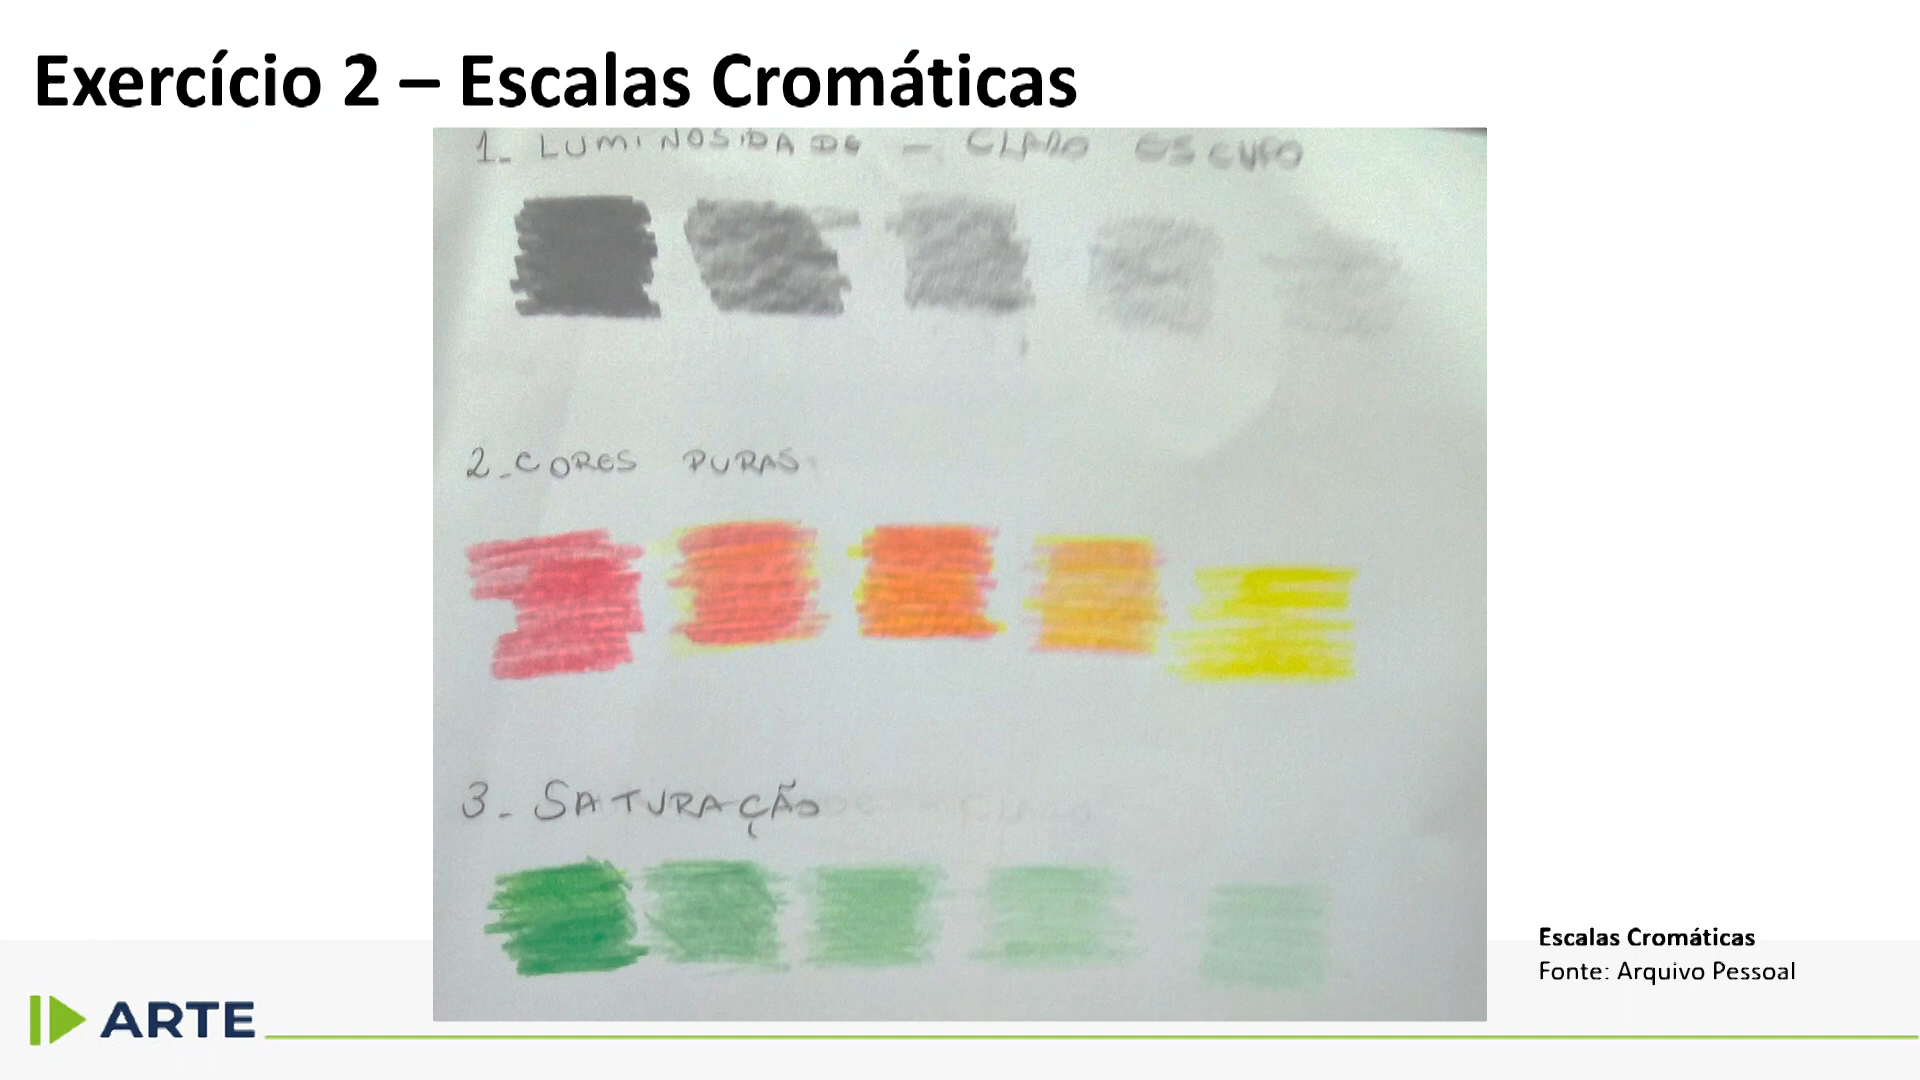 Exercício 2 – Escalas Cromáticas
1- LUMINOSIDADE – CLARO ESCURO
2-CORES PURAS
3- SATURAÇÃO
Escalas Cromáticas
Fonte: Arquivo Pessoal
ARTE